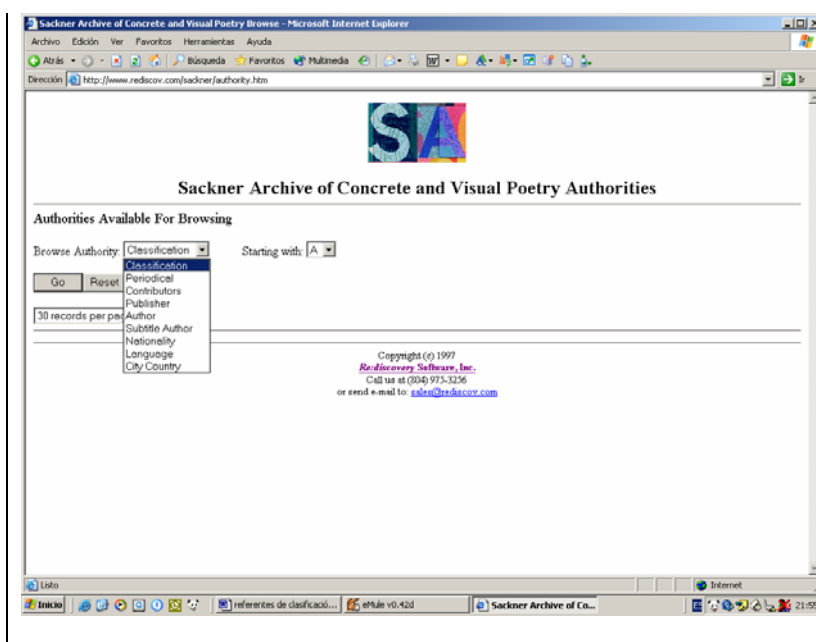 Sackner Archive of Concrete and Visual Poetry Browse - Microsoft Internet Explorer
Archivo Edición Ver Favoritos Herramientas Ayuda
Atrás Búsqueda Favoritos Multimedia
Dirección http://www.rediscov.com/sackner/authority.htm Ir
SA
Sackner Archive of Concrete and Visual Poetry Authorities
Authorities Available For Browsing
Browse Authority: Classification Starting with: A
Classification
Periodical
Contributors
Publisher
Author
Subtitle Author
Nationality
Language
City Country
Go Reset
30 records per
Copyright (c) 1997
Re:discovery Software, Inc.
Call us at (804) 975-3256
or send e-mail to: sales@rediscov.com
Listo Internet
Inicio referentes de clasificació... eMule v0.42d Sackner Archive of Co... 21:55